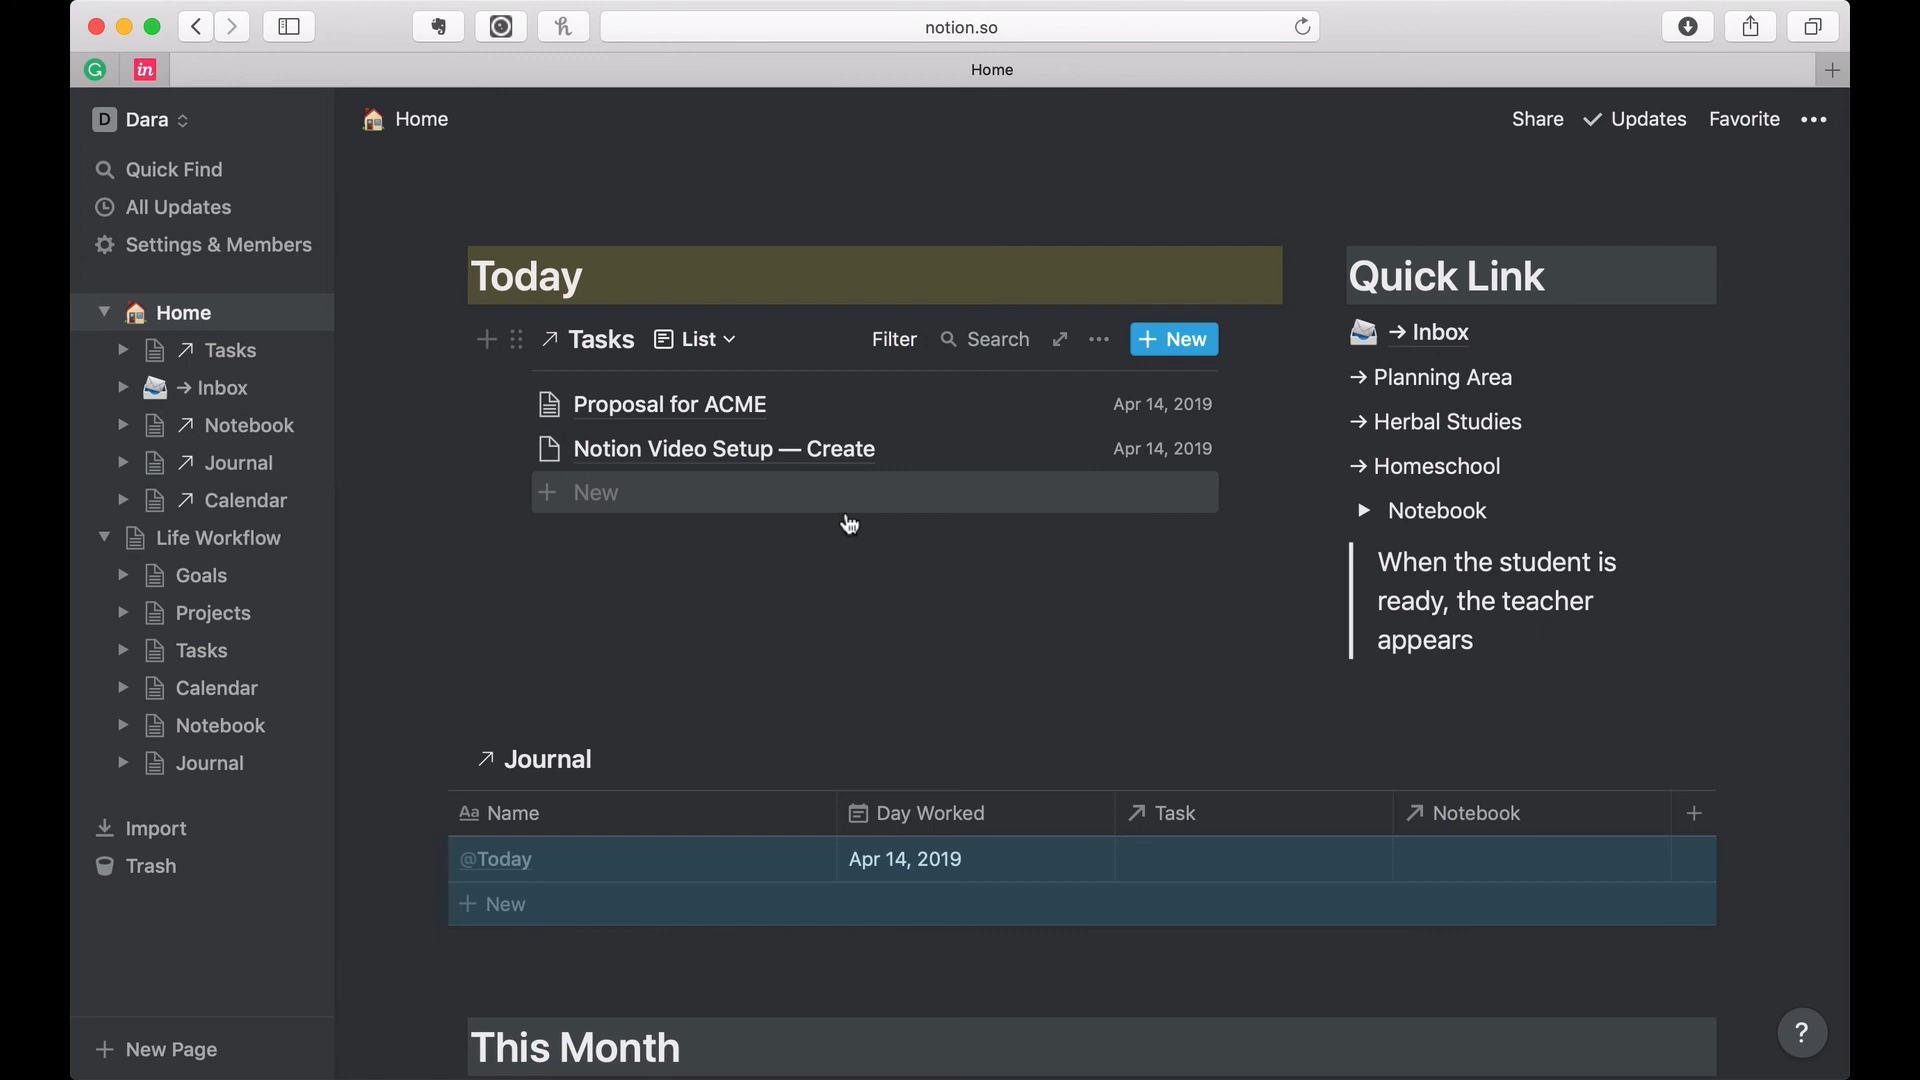 notion.so
G
in
Home
D Dara
Quick Find
All Updates
Settings & Members
Home
Tasks
→ Inbox
Notebook
Journal
Calendar
Life Workflow
Goals
Projects
Tasks
Calendar
Notebook
Journal
Import
Trash
+ New Page
Home
Share
Updates
Favorite
•••
Today
Tasks
List
Filter
Search
•••
+ New
Proposal for ACME
Apr 14, 2019
Notion Video Setup — Create
Apr 14, 2019
+ New
Quick Link
→ Inbox
→ Planning Area
→ Herbal Studies
→ Homeschool
Notebook
When the student is
ready, the teacher
appears
Journal
Aa Name
Day Worked
Task
Notebook
+
@Today
Apr 14, 2019
+ New
This Month
?